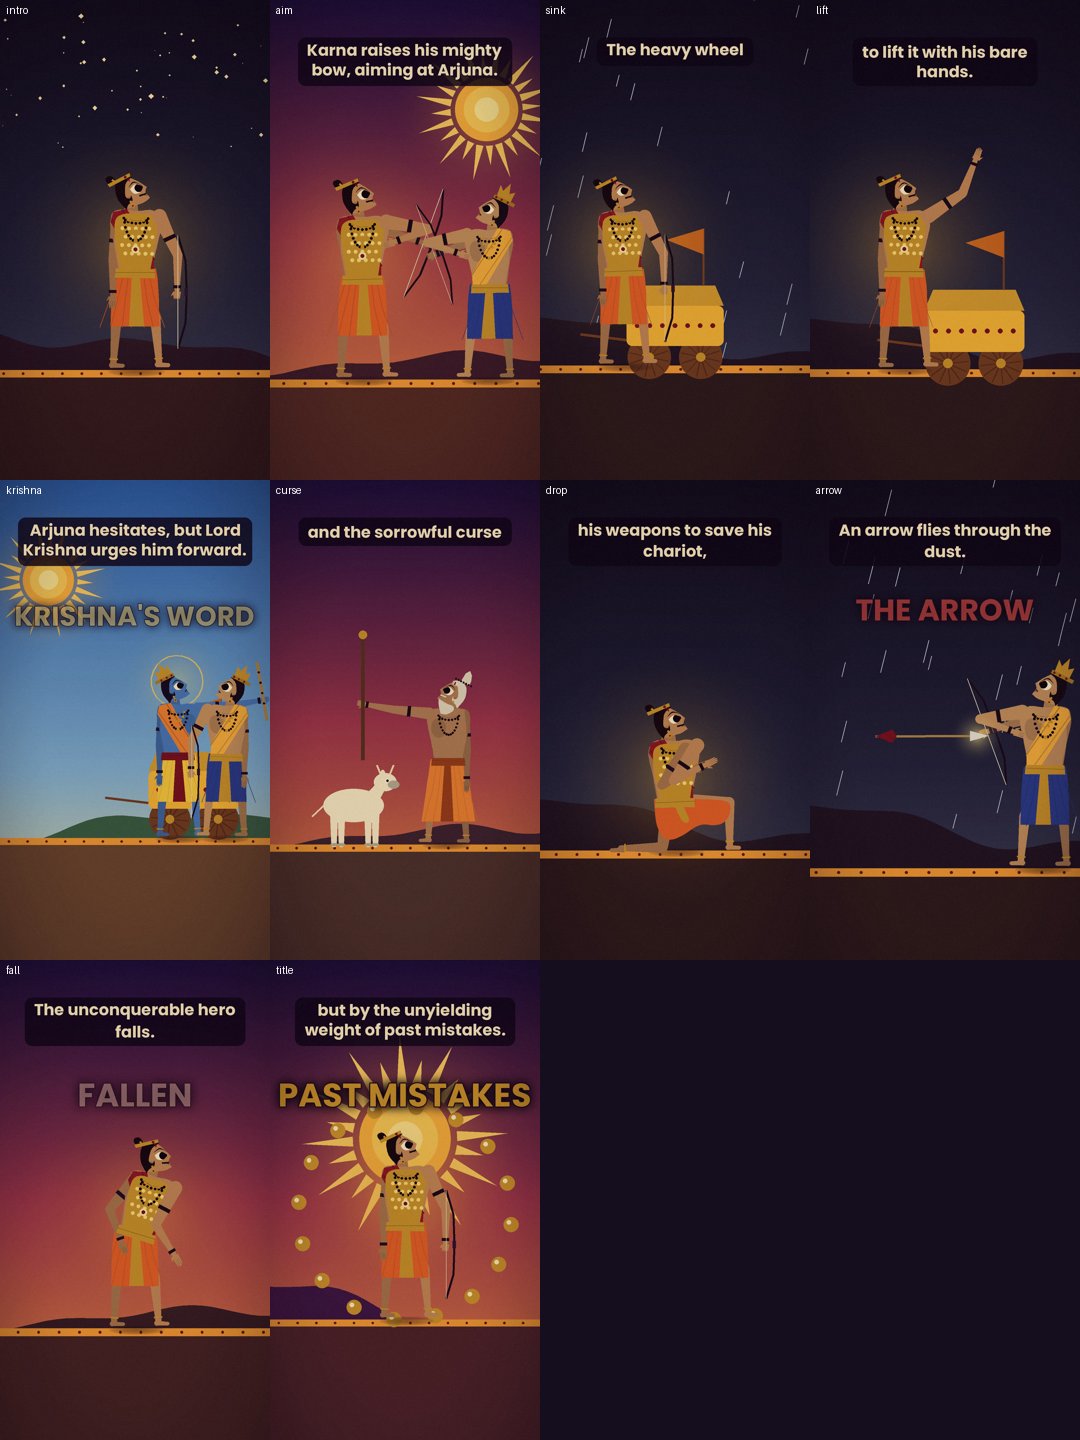 intro
aim
Karna raises his mighty
bow, aiming at Arjuna.
sink
The heavy wheel
lift
to lift it with his bare
hands.
krishna
Arjuna hesitates, but Lord
Krishna urges him forward.
KRISHNA'S WORD
curse
and the sorrowful curse
drop
his weapons to save his
chariot,
arrow
An arrow flies through the
dust.
THE ARROW
fall
The unconquerable hero
falls.
FALLEN
title
but by the unyielding
weight of past mistakes.
PAST MISTAKES